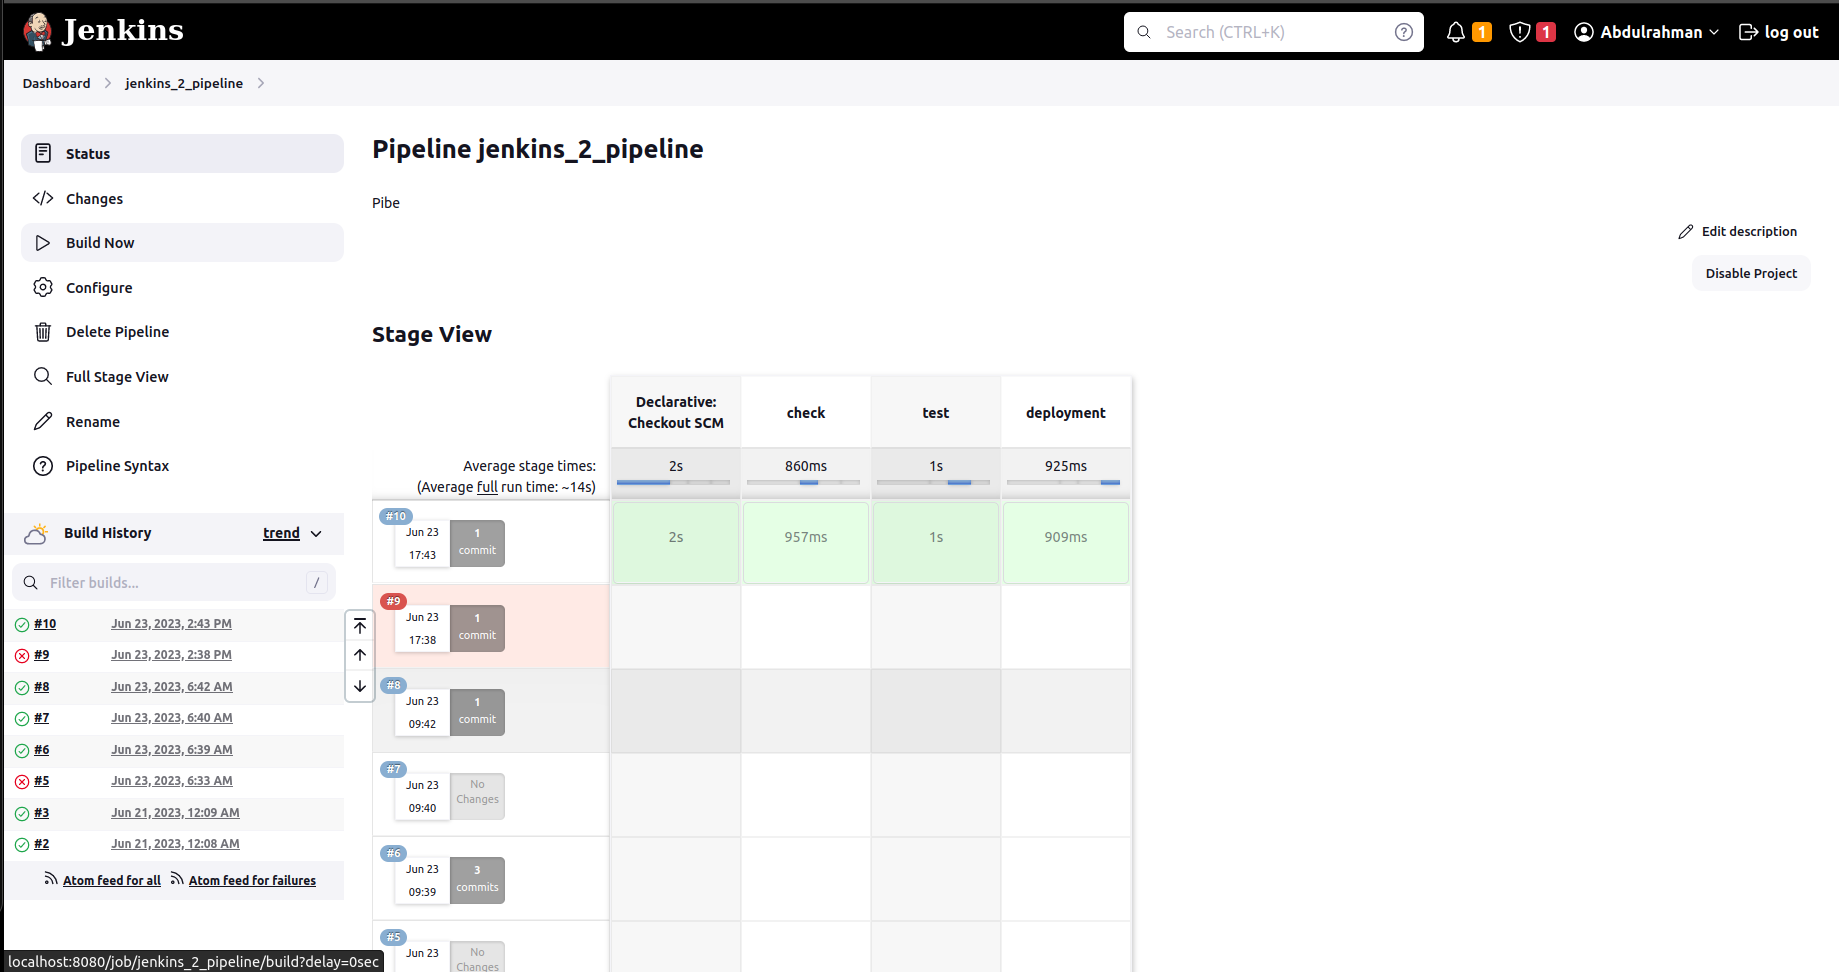 Jenkins
Search (CTRL+K)
?
1
1
Abdulrahman
log out
Dashboard
jenkins_2_pipeline
Status
Changes
Build Now
Configure
Delete Pipeline
Full Stage View
Rename
Pipeline Syntax
Build History
trend
Filter builds...
/
#10 Jun 23, 2023, 2:43 PM
#9 Jun 23, 2023, 2:38 PM
#8 Jun 23, 2023, 6:42 AM
#7 Jun 23, 2023, 6:40 AM
#6 Jun 23, 2023, 6:39 AM
#5 Jun 23, 2023, 6:33 AM
#3 Jun 21, 2023, 12:09 AM
#2 Jun 21, 2023, 12:08 AM
Atom feed for all Atom feed for failures
Pipeline jenkins_2_pipeline
Pibe
Edit description
Disable Project
Stage View
Declarative:
Checkout SCM
check
test
deployment
Average stage times:
(Average full run time: ~14s)
2s
860ms
1s
925ms
#10
Jun 23
17:43
1
commit
2s
957ms
1s
909ms
#9
Jun 23
17:38
1
commit
#8
Jun 23
09:42
1
commit
#7
Jun 23
09:40
No
Changes
#6
Jun 23
09:39
3
commits
#5
Jun 23
No
Changes
localhost:8080/job/jenkins_2_pipeline/build?delay=0sec